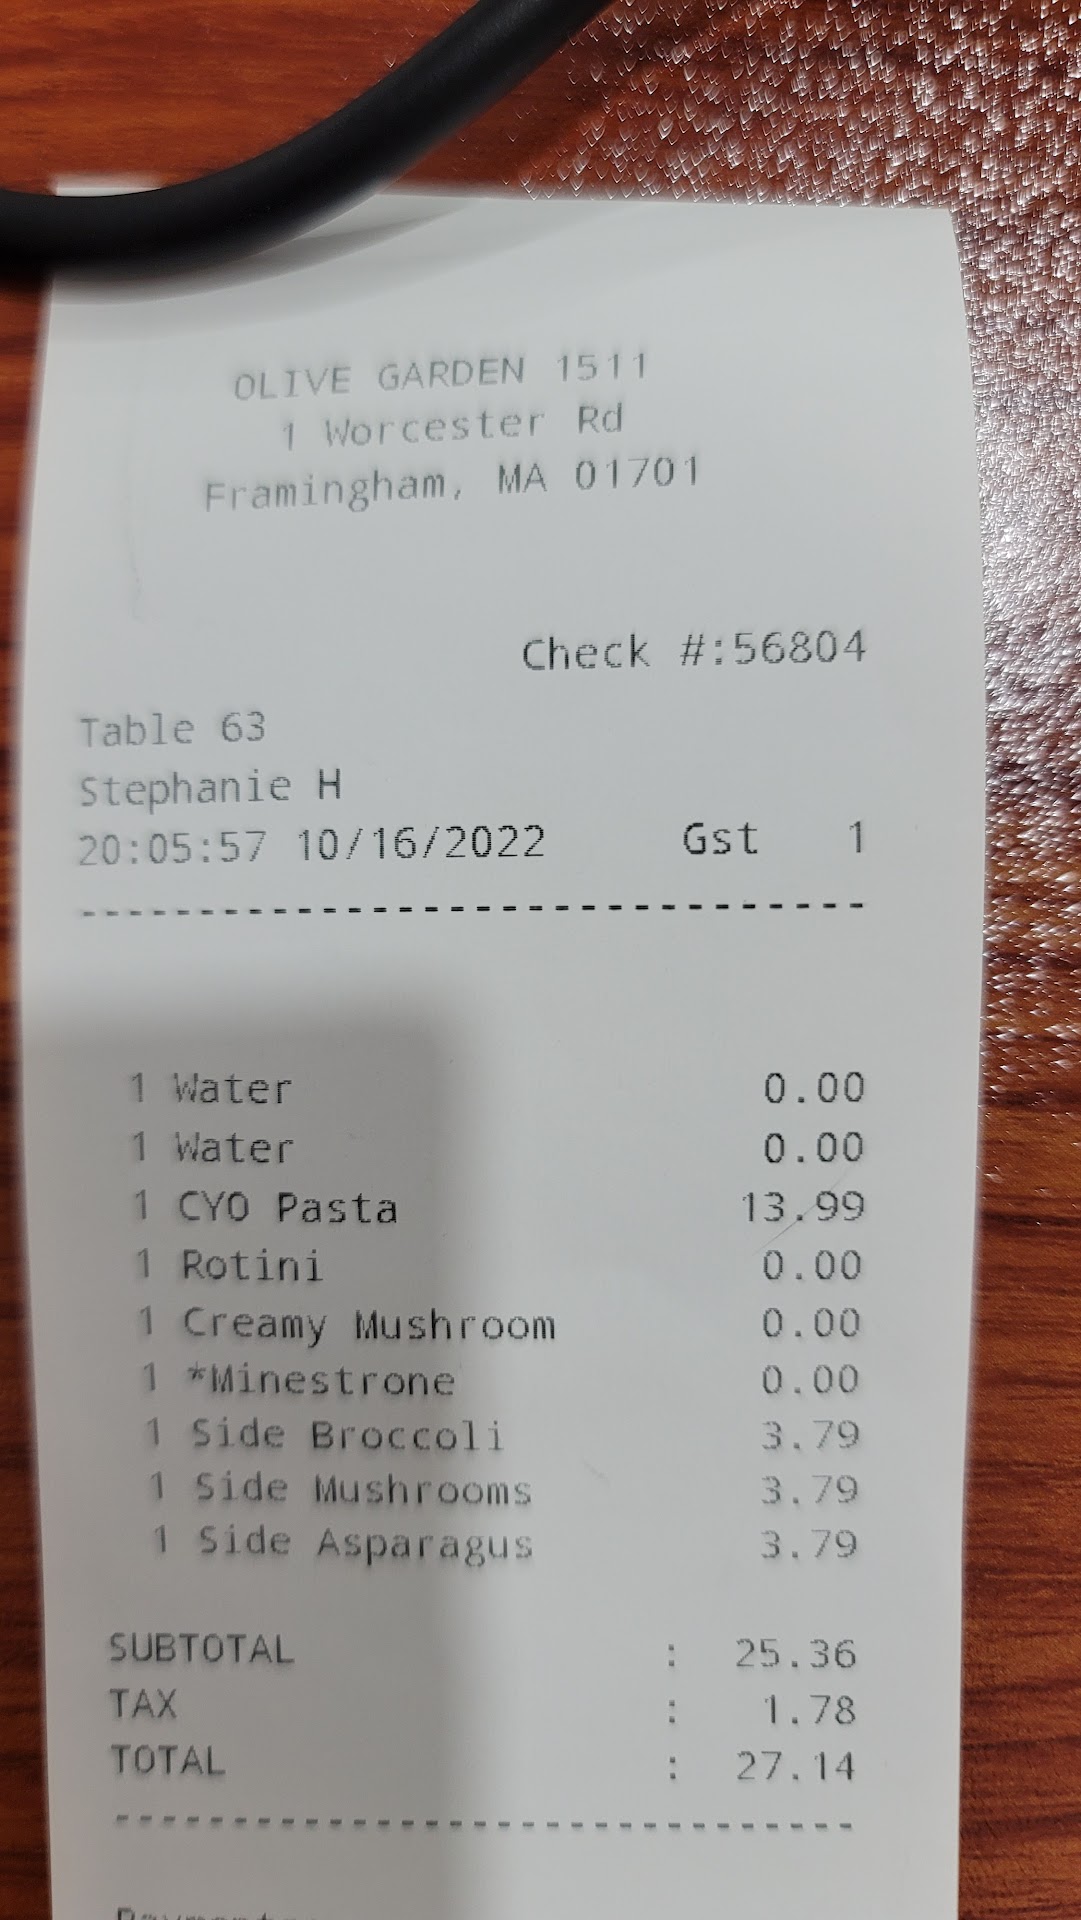 OLIVE GARDEN 1511
1 Worcester Rd
Framingham, MA 01701
Check #:56804
Table 63
Stephanie H
20:05:57 10/16/2022 Gst 1
--------------------------------
1 Water 0.00
1 Water 0.00
1 CYO Pasta 13.99
1 Rotini 0.00
1 Creamy Mushroom 0.00
1 *Minestrone 0.00
1 Side Broccoli 3.79
1 Side Mushrooms 3.79
1 Side Asparagus 3.79
SUBTOTAL : 25.36
TAX : 1.78
TOTAL : 27.14
--------------------------------